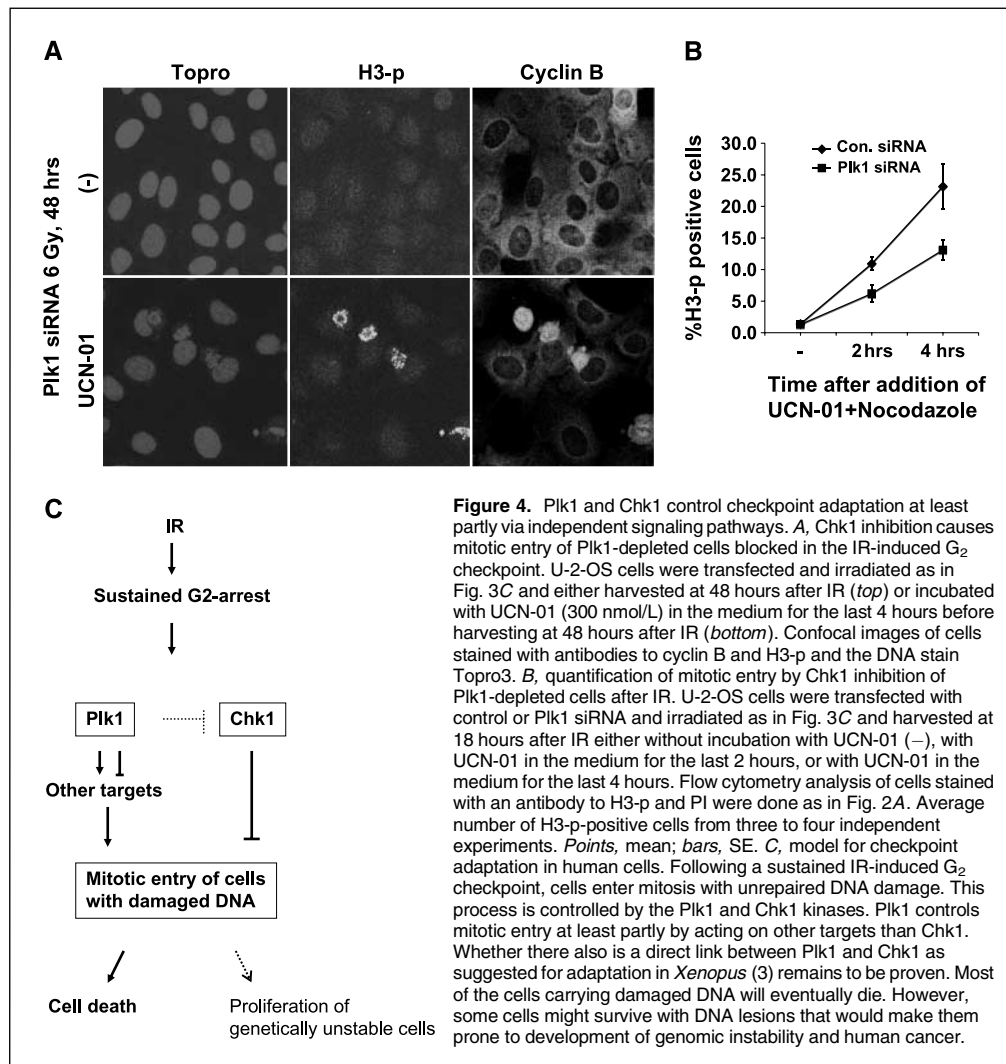 A
Topro H3-p Cyclin B
Plk1 siRNA 6 Gy, 48 hrs
(-)
UCN-01
B
30.0
25.0
20.0
15.0
10.0
5.0
0.0
%H3-p positive cells
Con. siRNA
Plk1 siRNA
- 2 hrs 4 hrs
Time after addition of
UCN-01+Nocodazole
C
IR
Sustained G2-arrest
Plk1 Chk1
Other targets
Mitotic entry of cells
with damaged DNA
Cell death
Proliferation of
genetically unstable cells
Figure 4. Plk1 and Chk1 control checkpoint adaptation at least
partly via independent signaling pathways. A, Chk1 inhibition causes
mitotic entry of Plk1-depleted cells blocked in the IR-induced G2
checkpoint. U-2-OS cells were transfected and irradiated as in
Fig. 3C and either harvested at 48 hours after IR (top) or incubated
with UCN-01 (300 nmol/L) in the medium for the last 4 hours before
harvesting at 48 hours after IR (bottom). Confocal images of cells
stained with antibodies to cyclin B and H3-p and the DNA stain
Topro3. B, quantification of mitotic entry by Chk1 inhibition of
Plk1-depleted cells after IR. U-2-OS cells were transfected with
control or Plk1 siRNA and irradiated as in Fig. 3C and harvested at
18 hours after IR either without incubation with UCN-01 (−), with
UCN-01 in the medium for the last 2 hours, or with UCN-01 in the
medium for the last 4 hours. Flow cytometry analysis of cells stained
with an antibody to H3-p and PI were done as in Fig. 2A. Average
number of H3-p-positive cells from three to four independent
experiments. Points, mean; bars, SE. C, model for checkpoint
adaptation in human cells. Following a sustained IR-induced G2
checkpoint, cells enter mitosis with unrepaired DNA damage. This
process is controlled by the Plk1 and Chk1 kinases. Plk1 controls
mitotic entry at least partly by acting on other targets than Chk1.
Whether there also is a direct link between Plk1 and Chk1 as
suggested for adaptation in Xenopus (3) remains to be proven. Most
of the cells carrying damaged DNA will eventually die. However,
some cells might survive with DNA lesions that would make them
prone to development of genomic instability and human cancer.